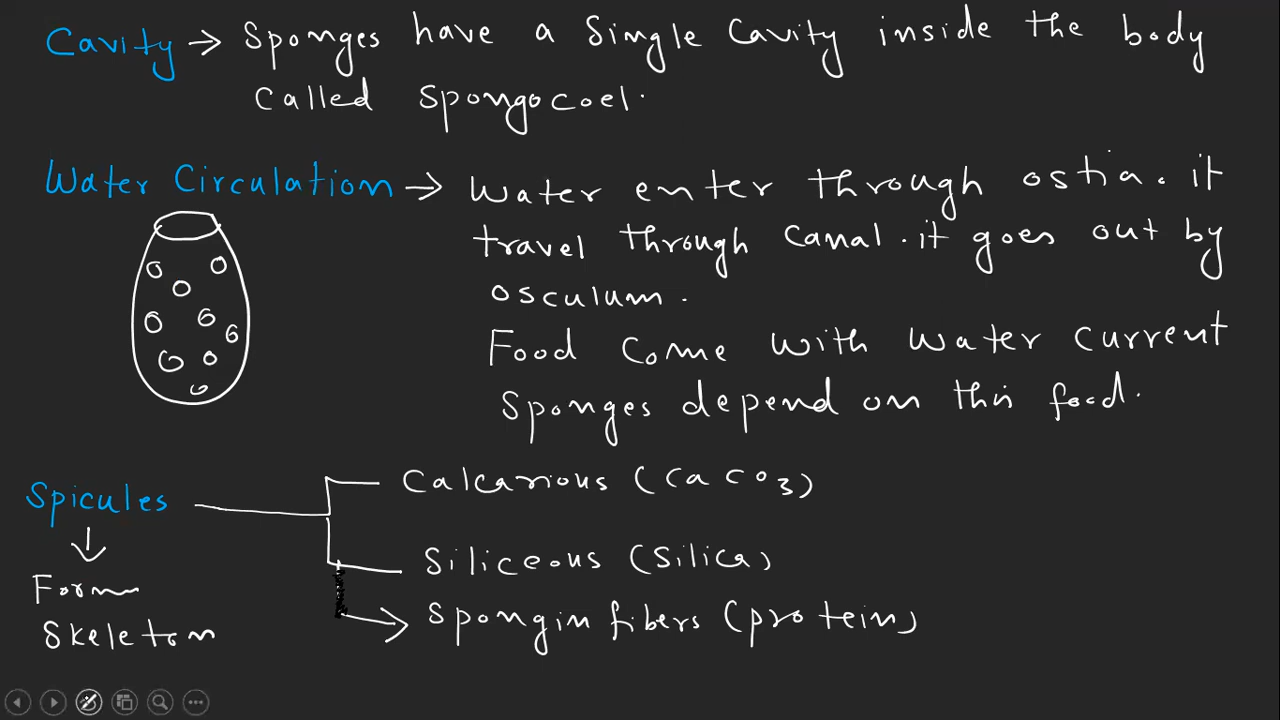 Cavity → Sponges have a Single Cavity inside the body
Called Spongocoel.
Water Circulation → Water enter through ostia. it
travel through Canal. it goes out by
osculum.
Food Come With Water current
Sponges depend on this food.
Spicules
Calcarious (CaCO3)
Siliceous (Silica)
Form
Spongin fibers (protein)
Skeleton